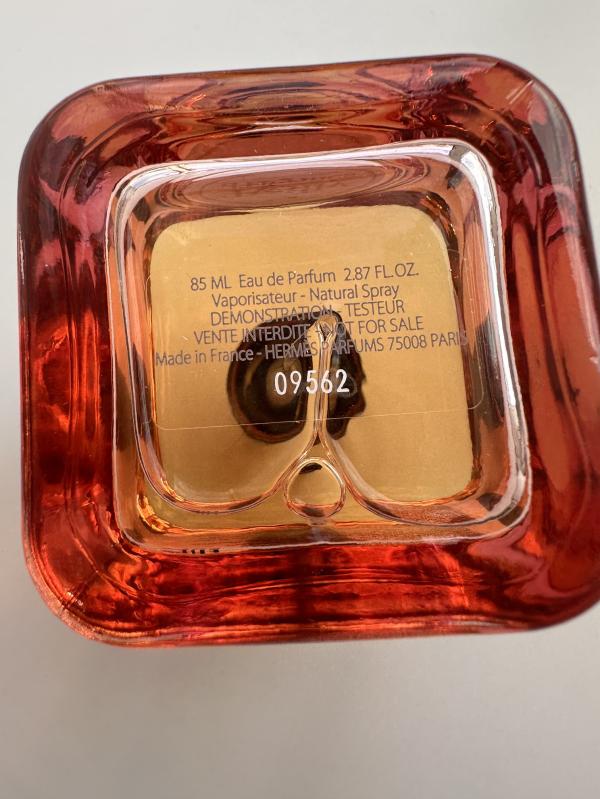 85 ML Eau de Parfum 2.87 FL.OZ.
Vaporisateur - Natural Spray
DEMONSTRATION - TESTEUR
VENTE INTERDITE - NOT FOR SALE
Made in France - HERMÈS PARFUMS 75008 PARIS
09562